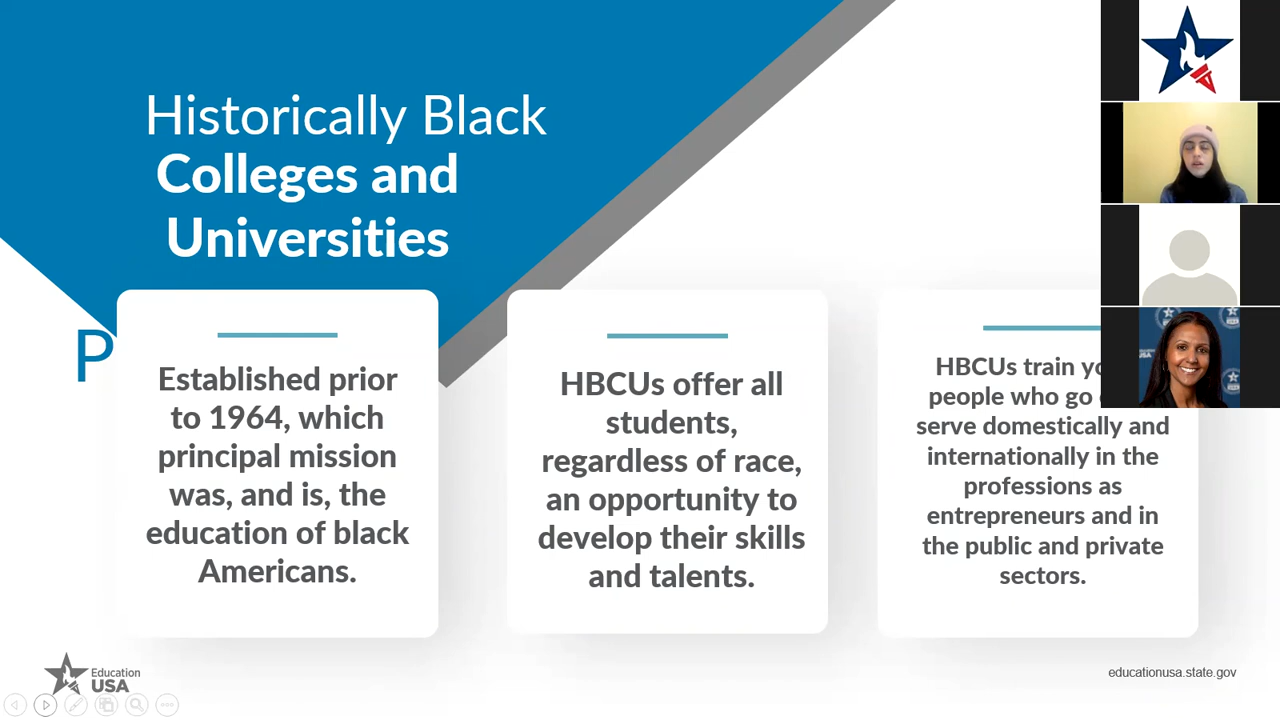 Historically Black
Colleges and
Universities
P
Established prior
to 1964, which
principal mission
was, and is, the
education of black
Americans.
HBCUs offer all
students,
regardless of race,
an opportunity to
develop their skills
and talents.
HBCUs train
people who go
serve domestically and
internationally in the
professions as
entrepreneurs and in
the public and private
sectors.
Education
USA
educationusa.state.gov